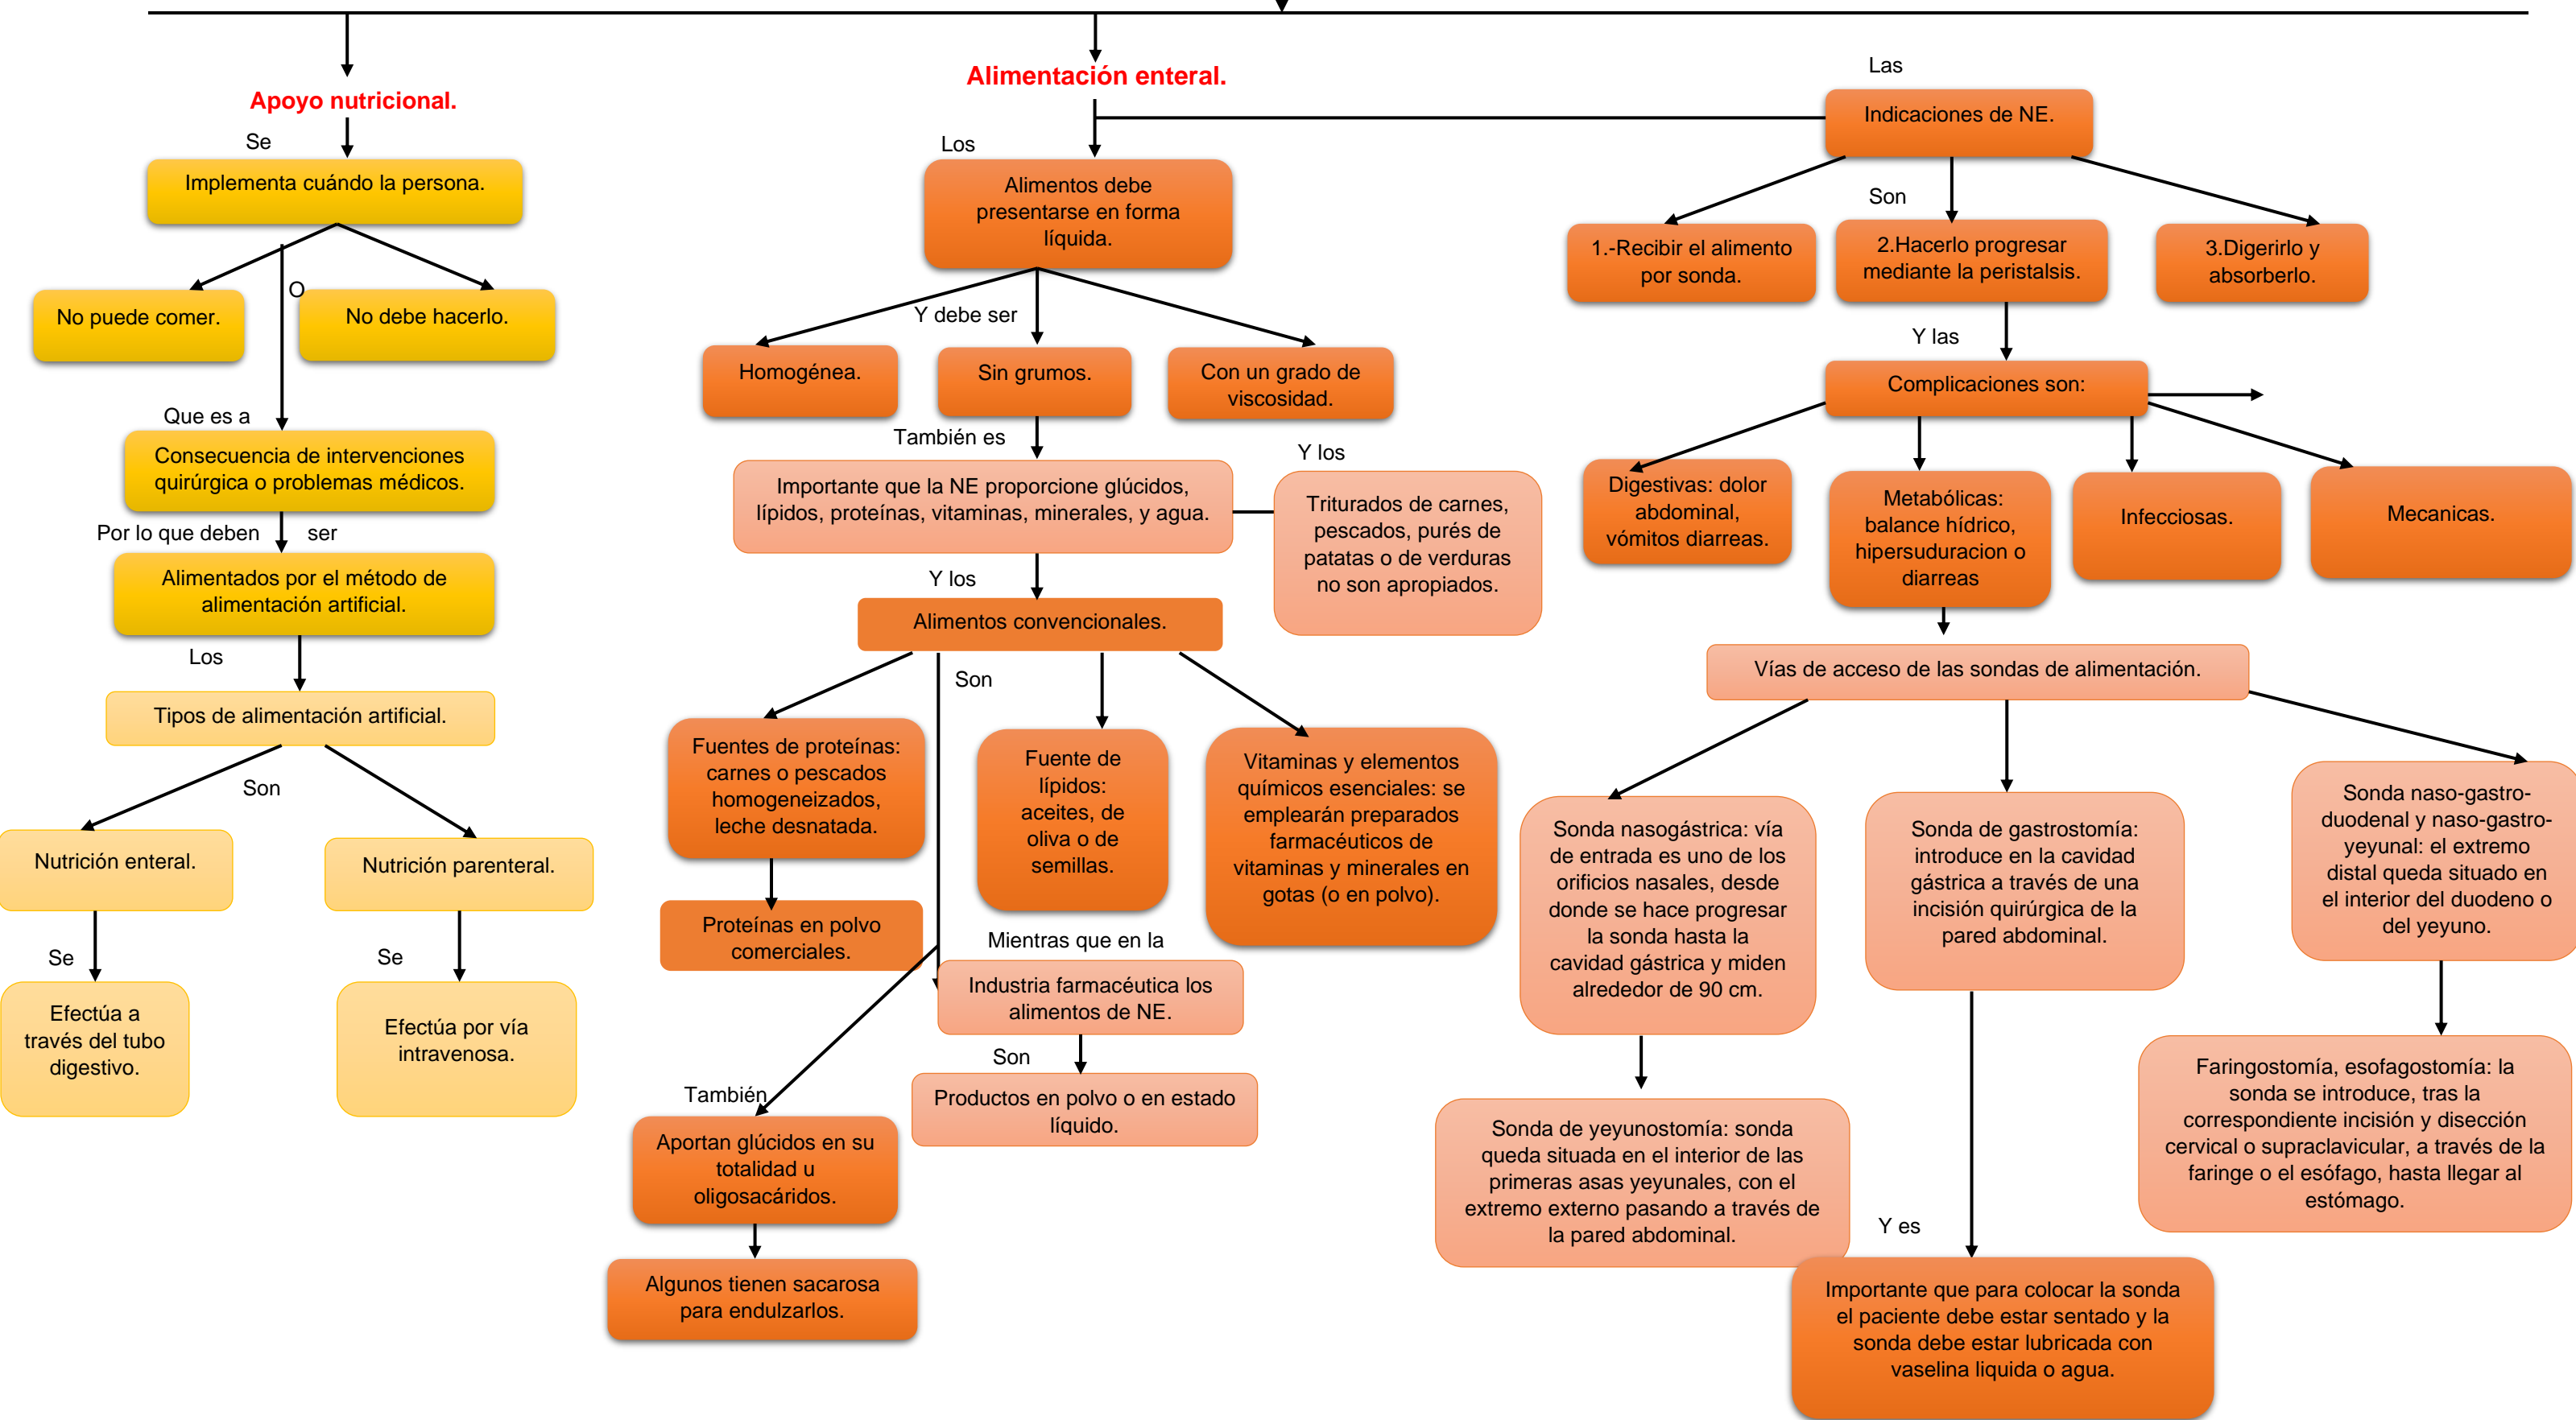 Apoyo nutricional.
Se
Implementa cuándo la persona.
O
No puede comer.
No debe hacerlo.
Que es a
Consecuencia de intervenciones
quirúrgica o problemas médicos.
Por lo que deben ser
Alimentados por el método de
alimentación artificial.
Los
Tipos de alimentación artificial.
Son
Nutrición enteral.
Nutrición parenteral.
Se
Efectúa a
través del tubo
digestivo.
Se
Efectúa por vía
intravenosa.
Alimentación enteral.
Los
Alimentos debe
presentarse en forma
líquida.
Y debe ser
Homogénea.
Sin grumos.
Con un grado de
viscosidad.
También es
Importante que la NE proporcione glúcidos,
lípidos, proteínas, vitaminas, minerales, y agua.
Y los
Triturados de carnes,
pescados, purés de
patatas o de verduras
no son apropiados.
Y los
Alimentos convencionales.
Son
Fuentes de proteínas:
carnes o pescados
homogeneizados,
leche desnatada.
Proteínas en polvo
comerciales.
Fuente de
lípidos:
aceites, de
oliva o de
semillas.
Vitaminas y elementos
químicos esenciales: se
emplearán preparados
farmacéuticos de
vitaminas y minerales en
gotas (o en polvo).
Mientras que en la
Industria farmacéutica los
alimentos de NE.
Son
Productos en polvo o en estado
líquido.
También
Aportan glúcidos en su
totalidad u
oligosacáridos.
Algunos tienen sacarosa
para endulzarlos.
Las
Indicaciones de NE.
Son
1.-Recibir el alimento
por sonda.
2.Hacerlo progresar
mediante la peristalsis.
3.Digerirlo y
absorberlo.
Y las
Complicaciones son:
Digestivas: dolor
abdominal,
vómitos diarreas.
Metabólicas:
balance hídrico,
hipersuduracion o
diarreas
Infecciosas.
Mecanicas.
Vías de acceso de las sondas de alimentación.
Sonda nasogástrica: vía
de entrada es uno de los
orificios nasales, desde
donde se hace progresar
la sonda hasta la
cavidad gástrica y miden
alrededor de 90 cm.
Sonda de yeyunostomía: sonda
queda situada en el interior de las
primeras asas yeyunales, con el
extremo externo pasando a través de
la pared abdominal.
Sonda de gastrostomía:
introduce en la cavidad
gástrica a través de una
incisión quirúrgica de la
pared abdominal.
Y es
Importante que para colocar la sonda
el paciente debe estar sentado y la
sonda debe estar lubricada con
vaselina liquida o agua.
Sonda naso-gastro-
duodenal y naso-gastro-
yeyunal: el extremo
distal queda situado en
el interior del duodeno o
del yeyuno.
Faringostomía, esofagostomía: la
sonda se introduce, tras la
correspondiente incisión y disección
cervical o supraclavicular, a través de la
faringe o el esófago, hasta llegar al
estómago.